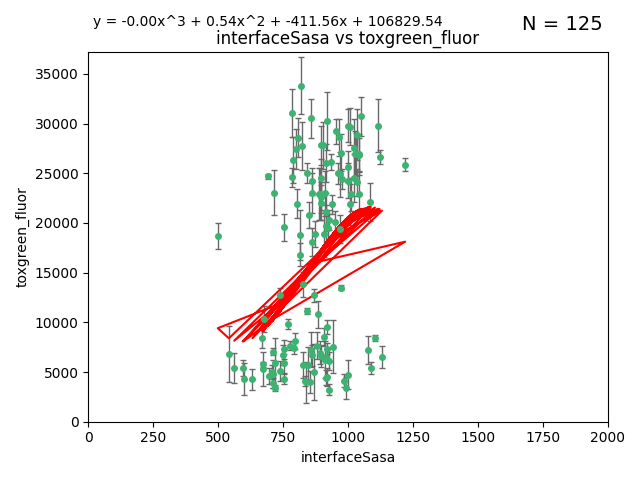 y = -0.00x^3 + 0.54x^2 + -411.56x + 106829.54
N = 125
interfaceSasa vs toxgreen_fluor
35000
30000
25000
20000
15000
10000
5000
0
toxgreen_fluor
0 250 500 750 1000 1250 1500 1750 2000
interfaceSasa